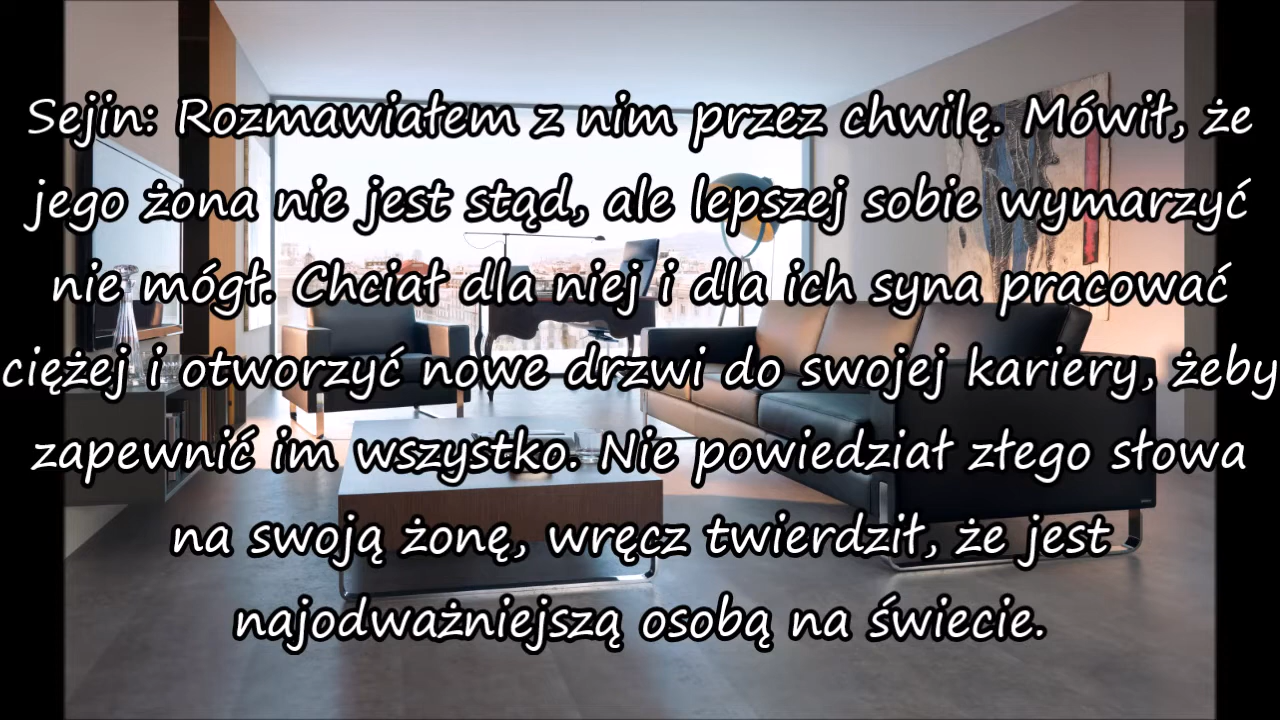 Sejin: Rozmawiałem z nim przez chwilę. Mówił, że
jego żona nie jest stąd, ale lepszej sobie wymarzyć
nie mógł. Chciał dla niej i dla ich syna pracować
ciężej i otworzyć nowe drzwi do swojej kariery, żeby
zapewnić im wszystko. Nie powiedział złego słowa
na swoją żonę, wręcz twierdził, że jest
najodważniejszą osobą na świecie.